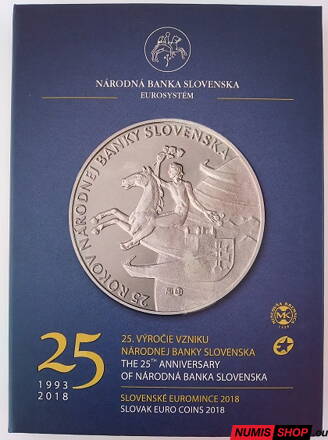 NÁRODNÁ BANKA SLOVENSKA
EUROSYSTÉM
25 ROKOV NÁRODNEJ BANKY SLOVENSKA
25
1993
2018
25. VÝROČIE VZNIKU
NÁRODNEJ BANKY SLOVENSKA
THE 25TH ANNIVERSARY
OF NÁRODNÁ BANKA SLOVENSKA
MK
SLOVENSKÉ EUROMINCE 2018
SLOVAK EURO COINS 2018
NUMIS SHOP.eu